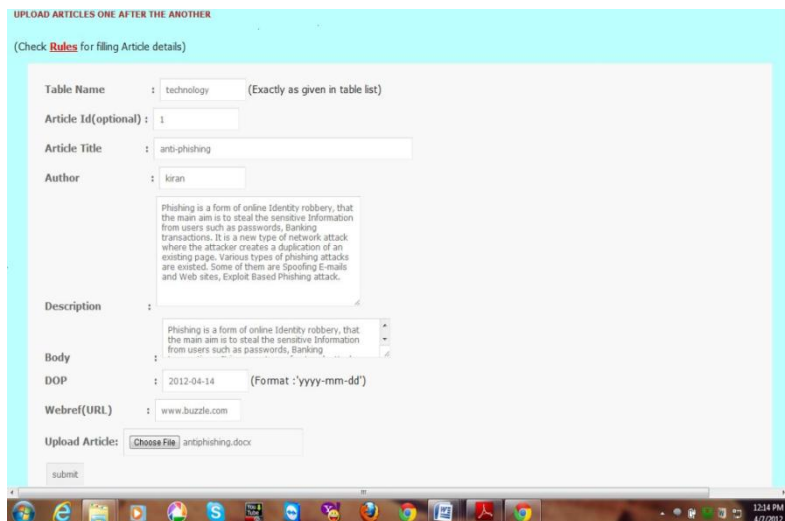 UPLOAD ARTICLES ONE AFTER THE ANOTHER
(Check Rules for filling Article details)
Table Name : technology (Exactly as given in table list)
Article Id(optional) : 1
Article Title : anti-phishing
Author : kiran
Phishing is a form of online Identity robbery, that
the main aim is to steal the sensitive Information
from users such as passwords, Banking
transactions. It is a new type of network attack
where the attacker creates a duplication of an
existing page. Various types of phishing attacks
are existed. Some of them are Spoofing E-mails
and Web sites, Exploit Based Phishing attack.
Description :
Phishing is a form of online Identity robbery, that
the main aim is to steal the sensitive Information
from users such as passwords, Banking
Body :
DOP : 2012-04-14 (Format :'yyyy-mm-dd')
Webref(URL) : www.buzzle.com
Upload Article: Choose File antiphishing.docx
submit
12:14 PM
4/7/2012